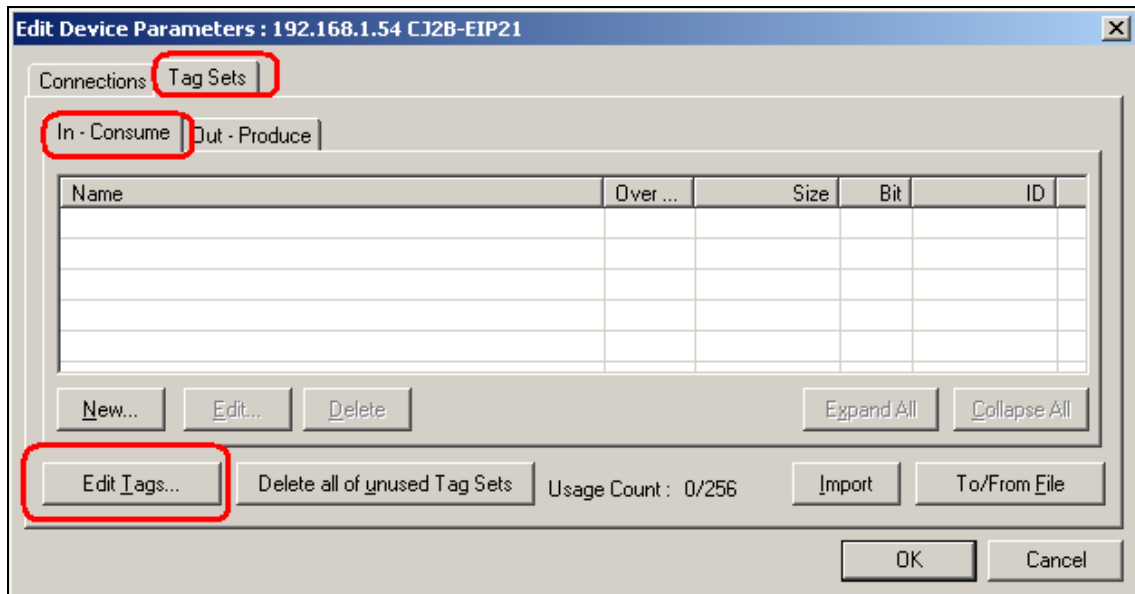 Edit Device Parameters : 192.168.1.54 CJ2B-EIP21
Connections Tag Sets
In - Consume Out - Produce
Name Over ... Size Bit ID
New... Edit... Delete Expand All Collapse All
Edit Tags... Delete all of unused Tag Sets Usage Count : 0/256 Import To/From File
OK Cancel